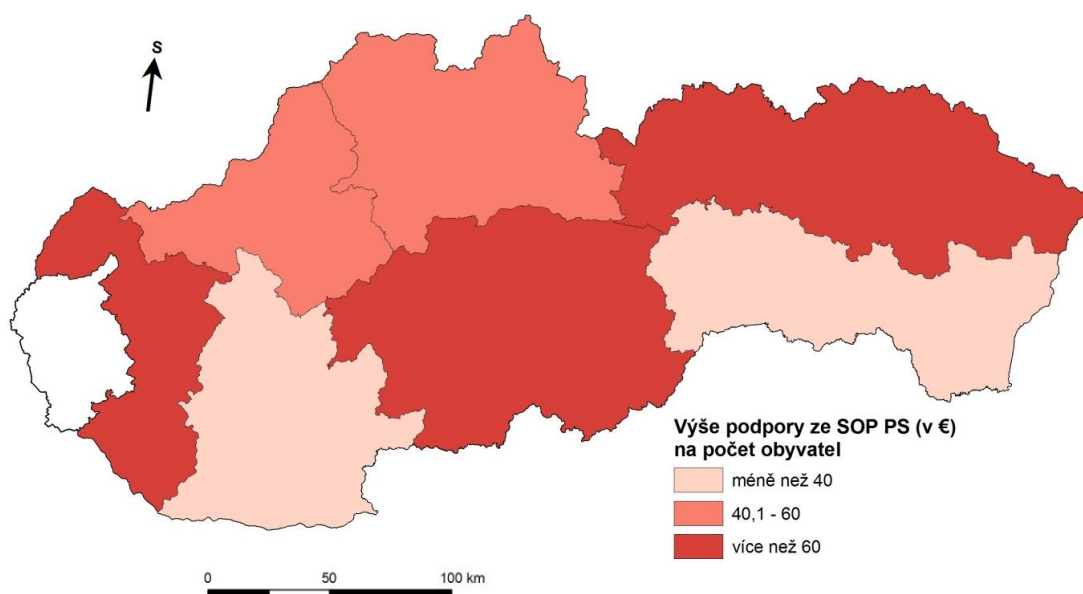 S
Výše podpory ze SOP PS (v €)
na počet obyvatel
méně než 40
40,1 - 60
více než 60
0 50 100 km